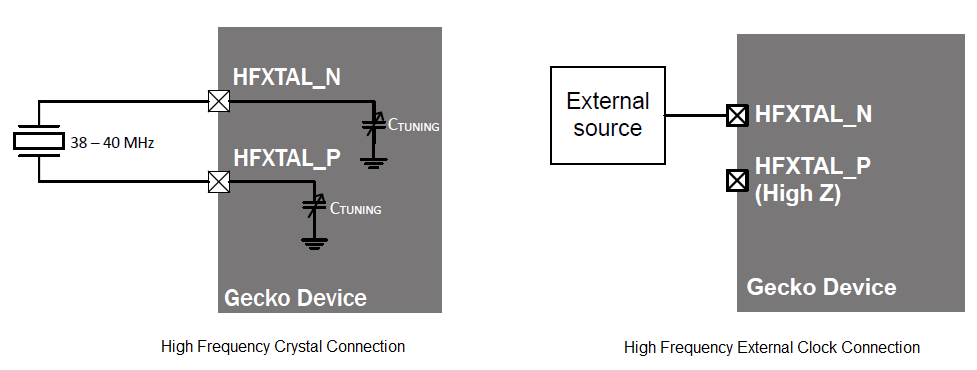 HFXTAL_N
CTUNING
38 – 40 MHz
HFXTAL_P
CTUNING
Gecko Device
High Frequency Crystal Connection
External
source
HFXTAL_N
HFXTAL_P
(High Z)
Gecko Device
High Frequency External Clock Connection